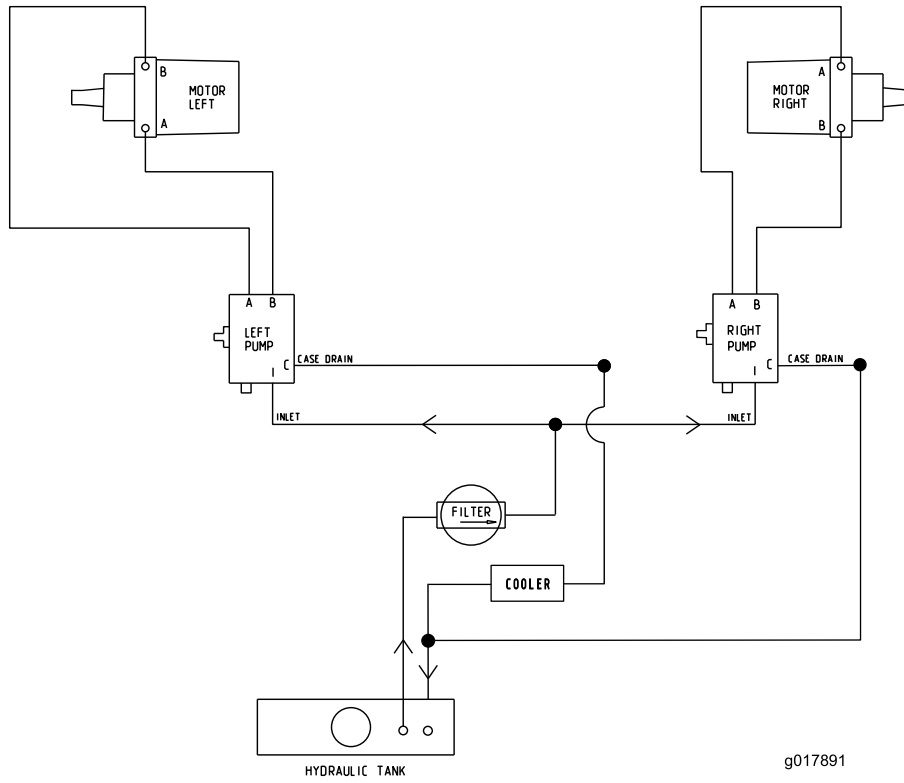 B
MOTOR
LEFT
A
A
MOTOR
RIGHT
B
A B
LEFT
PUMP
C
I
CASE DRAIN
INLET
A B
RIGHT
PUMP
C
I
CASE DRAIN
INLET
FILTER
COOLER
HYDRAULIC TANK
g017891